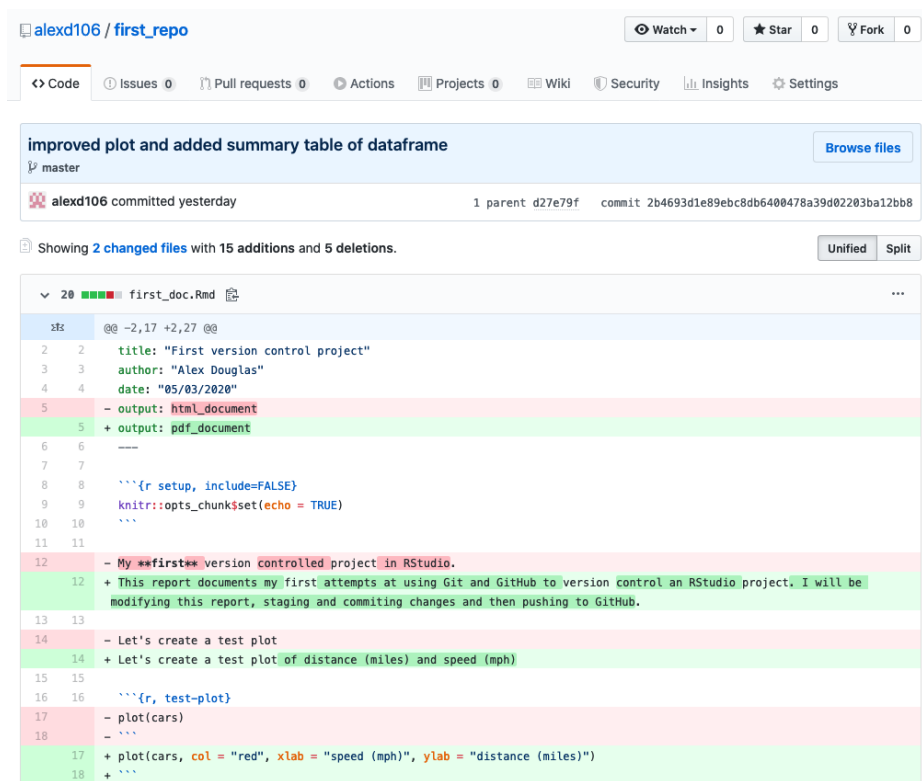 alexd106 / first_repo Watch 0 Star 0 Fork 0
Code Issues 0 Pull requests 0 Actions Projects 0 Wiki Security Insights Settings
improved plot and added summary table of dataframe Browse files
master
alexd106 committed yesterday 1 parent d27e79f commit 2b4693d1e89ebc8db6400478a39d02203ba12bb8
Showing 2 changed files with 15 additions and 5 deletions. Unified Split
20 first_doc.Rmd ...
@@ -2,17 +2,27 @@
2 2 title: "First version control project"
3 3 author: "Alex Douglas"
4 4 date: "05/03/2020"
5 - output: html_document
5 + output: pdf_document
6 6 ---
7 7
8 8 ```{r setup, include=FALSE}
9 9 knitr::opts_chunk$set(echo = TRUE)
10 10 ```
11 11
12 - My **first** version controlled project in RStudio.
12 + This report documents my first attempts at using Git and GitHub to version control an RStudio project. I will be
modifying this report, staging and commiting changes and then pushing to GitHub.
13 13
14 - Let's create a test plot
14 + Let's create a test plot of distance (miles) and speed (mph)
15 15
16 16 ```{r, test-plot}
17 - plot(cars)
18 - ```
17 + plot(cars, col = "red", xlab = "speed (mph)", ylab = "distance (miles)")
18 + ```